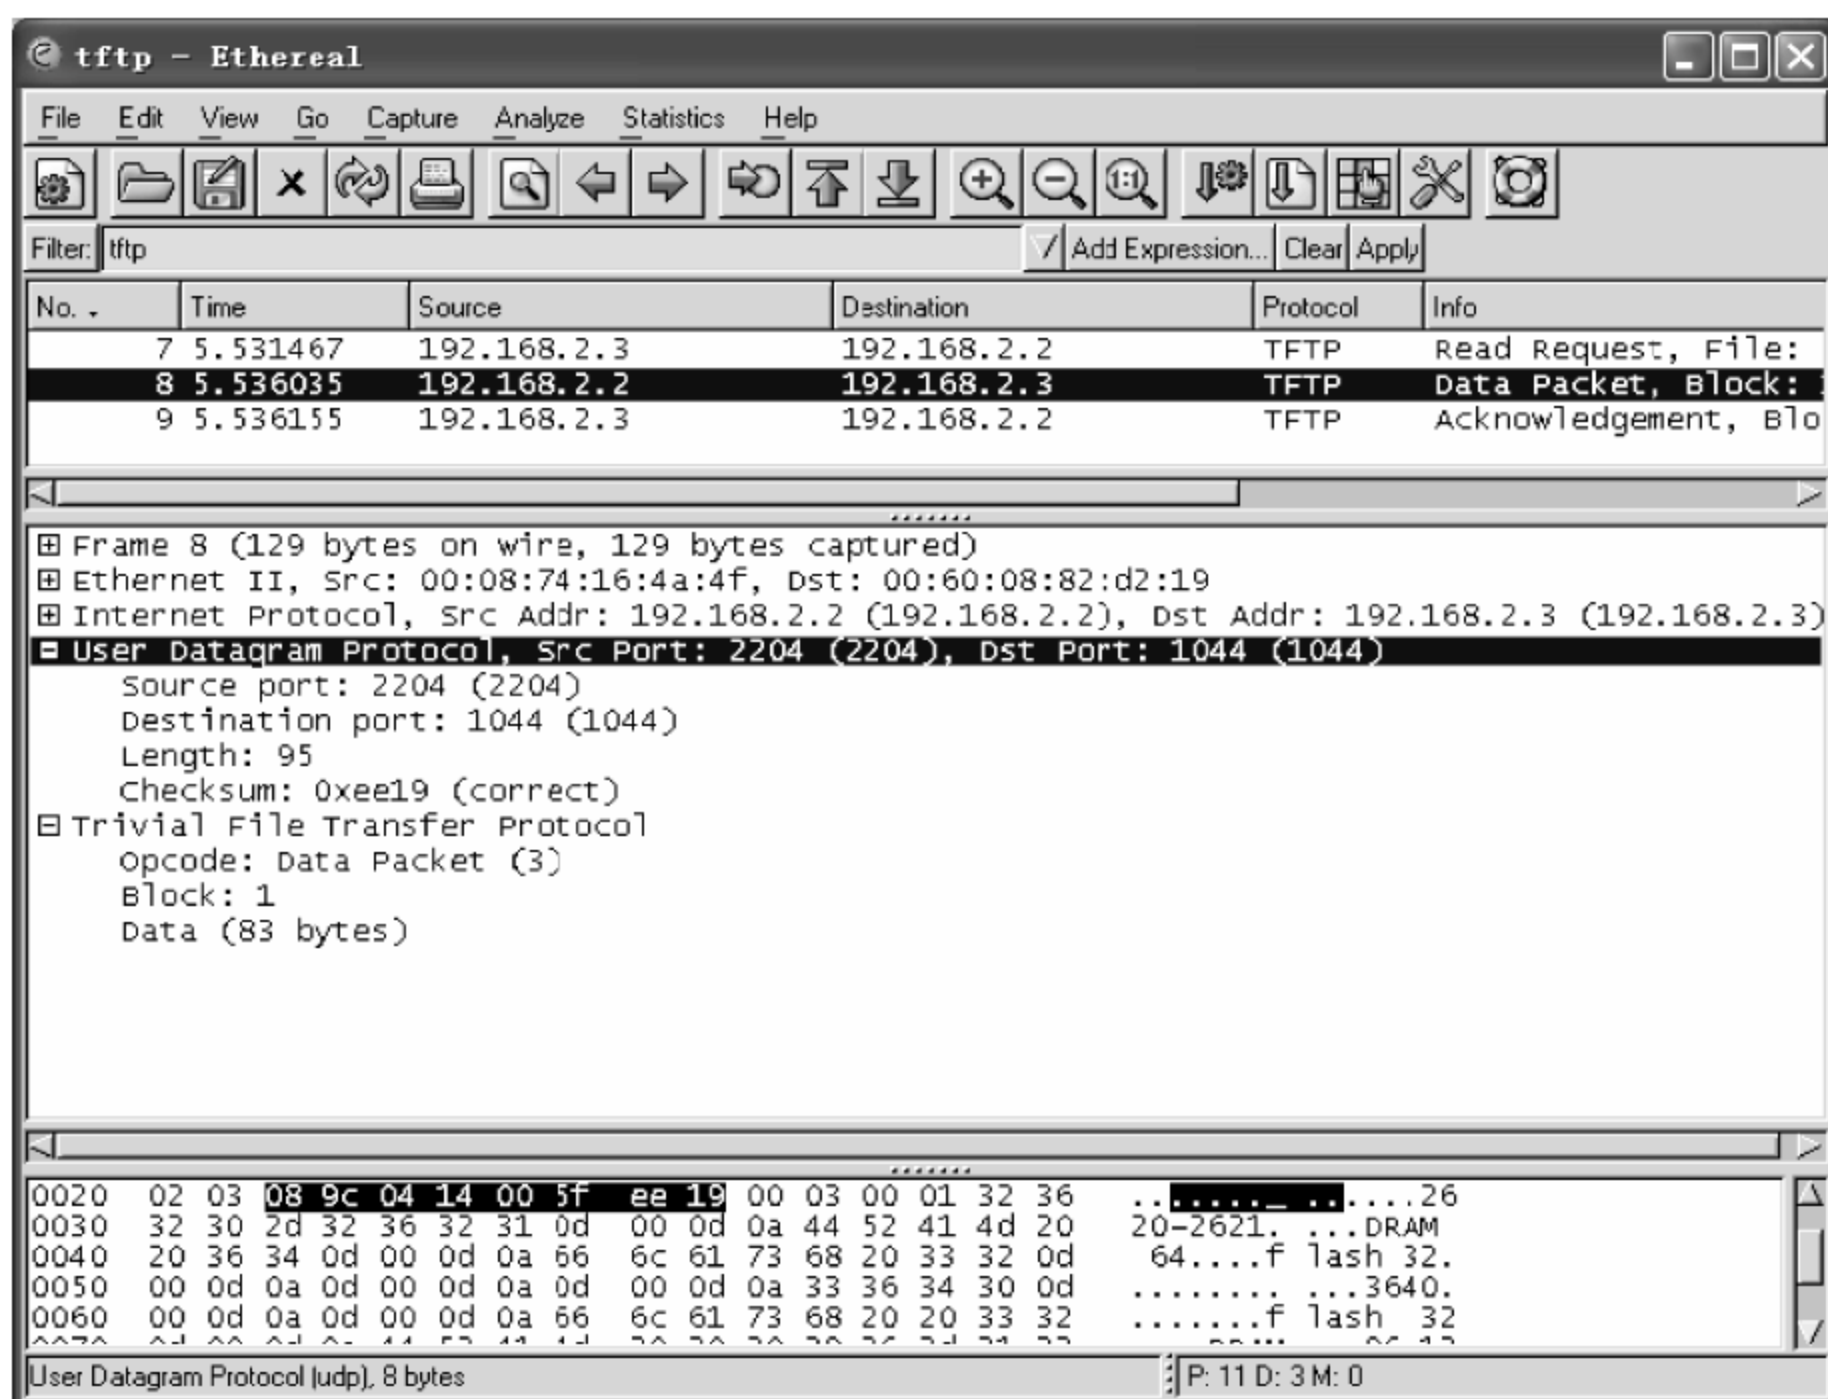 tftp - Ethereal
File Edit View Go Capture Analyze Statistics Help
Filter: tftp Add Expression... Clear Apply
No. Time Source Destination Protocol Info
7 5.531467 192.168.2.3 192.168.2.2 TFTP Read Request, File:
8 5.536035 192.168.2.2 192.168.2.3 TFTP Data Packet, Block:
9 5.536155 192.168.2.3 192.168.2.2 TFTP Acknowledgement, Blo
Frame 8 (129 bytes on wire, 129 bytes captured)
Ethernet II, Src: 00:08:74:16:4a:4f, Dst: 00:60:08:82:d2:19
Internet Protocol, Src Addr: 192.168.2.2 (192.168.2.2), Dst Addr: 192.168.2.3 (192.168.2.3)
User Datagram Protocol, Src Port: 2204 (2204), Dst Port: 1044 (1044)
Source port: 2204 (2204)
Destination port: 1044 (1044)
Length: 95
Checksum: 0xee19 (correct)
Trivial File Transfer Protocol
Opcode: Data Packet (3)
Block: 1
Data (83 bytes)
0020 02 03 08 9c 04 14 00 5f ee 19 00 03 00 01 32 36 ......._ ......26
0030 32 30 2d 32 36 32 31 0d 00 0d 0a 44 52 41 4d 20 20-2621. ...DRAM
0040 20 36 34 0d 00 0d 0a 66 6c 61 73 68 20 33 32 0d 64....f lash 32.
0050 00 0d 0a 0d 00 0d 0a 0d 00 0d 0a 33 36 34 30 0d ........ ...3640.
0060 00 0d 0a 0d 00 0d 0a 66 6c 61 73 68 20 20 33 32 .......f lash 32
User Datagram Protocol (udp), 8 bytes P: 11 D: 3 M: 0